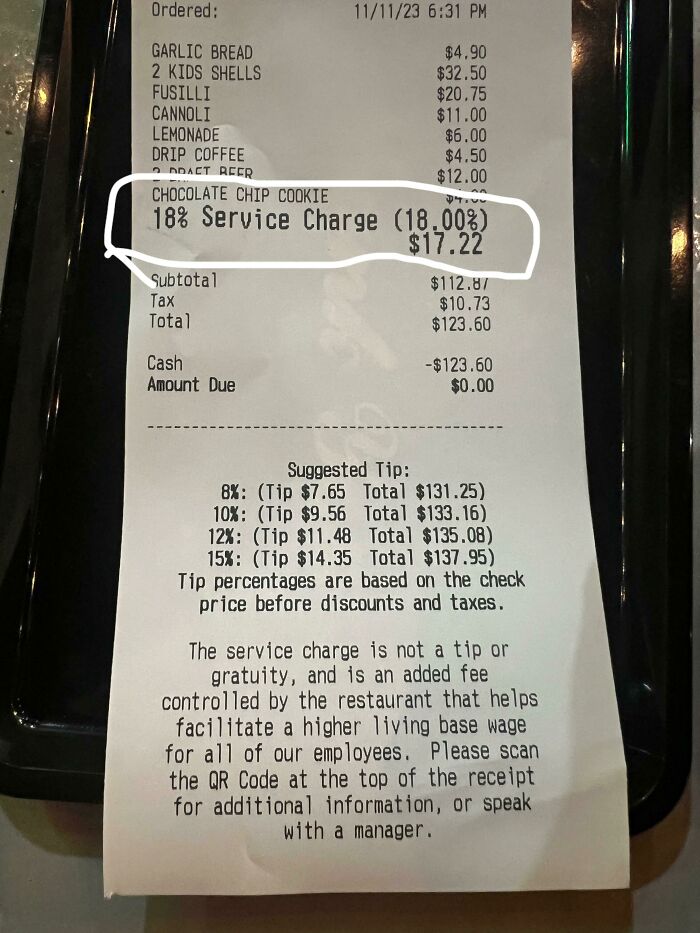 Ordered: 11/11/23 6:31 PM
GARLIC BREAD $4.90
2 KIDS SHELLS $32.50
FUSILLI $20.75
CANNOLI $11.00
LEMONADE $6.00
DRIP COFFEE $4.50
2 DRAFT BEER $12.00
CHOCOLATE CHIP COOKIE $4.00
18% Service Charge (18.00%)
$17.22
Subtotal $112.87
Tax $10.73
Total $123.60
Cash -$123.60
Amount Due $0.00
Suggested Tip:
8%: (Tip $7.65 Total $131.25)
10%: (Tip $9.56 Total $133.16)
12%: (Tip $11.48 Total $135.08)
15%: (Tip $14.35 Total $137.95)
Tip percentages are based on the check
price before discounts and taxes.
The service charge is not a tip or
gratuity, and is an added fee
controlled by the restaurant that helps
facilitate a higher living base wage
for all of our employees. Please scan
the QR Code at the top of the receipt
for additional information, or speak
with a manager.